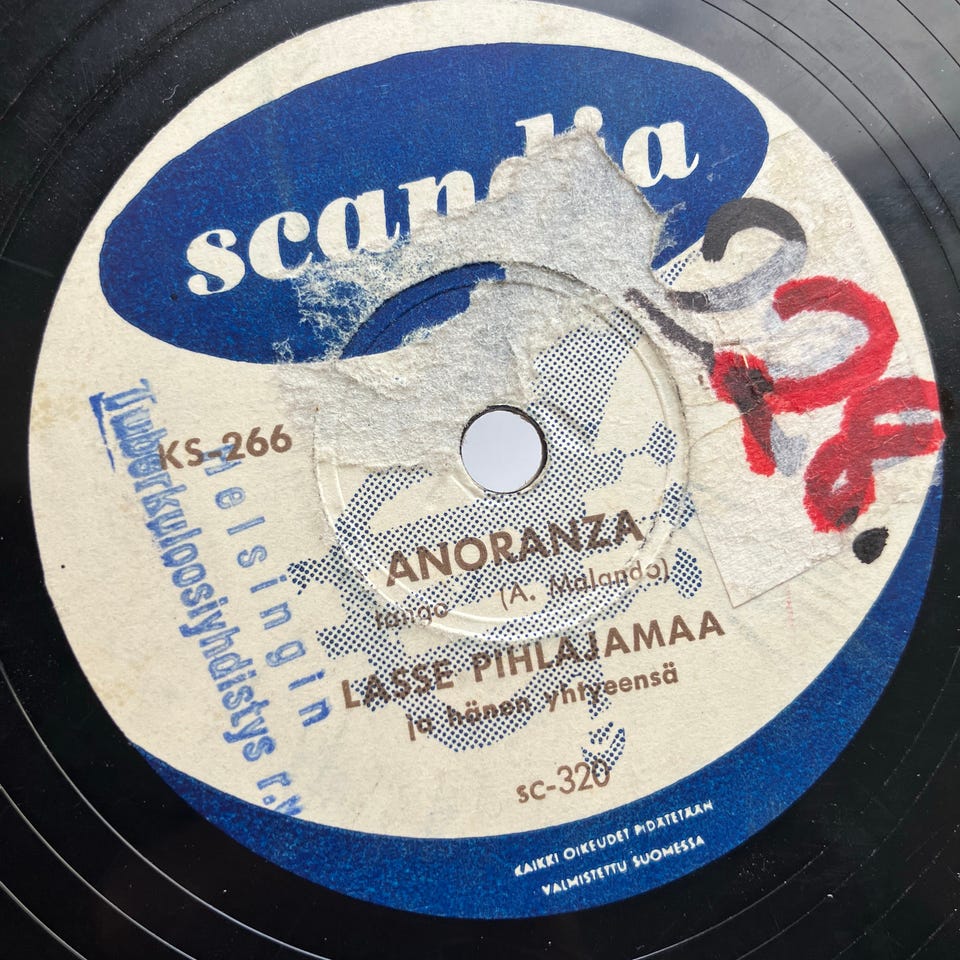 scandia
KS-266
ANORANZA
tango (A. Malando)
LASSE PIHLAJAMAA
ja hänen yhtyeensä
sc-320
KAIKKI OIKEUDET PIDÄTETÄÄN
VALMISTETTU SUOMESSA
Helsingin
Tuberkuloosiyhdistys r.y.